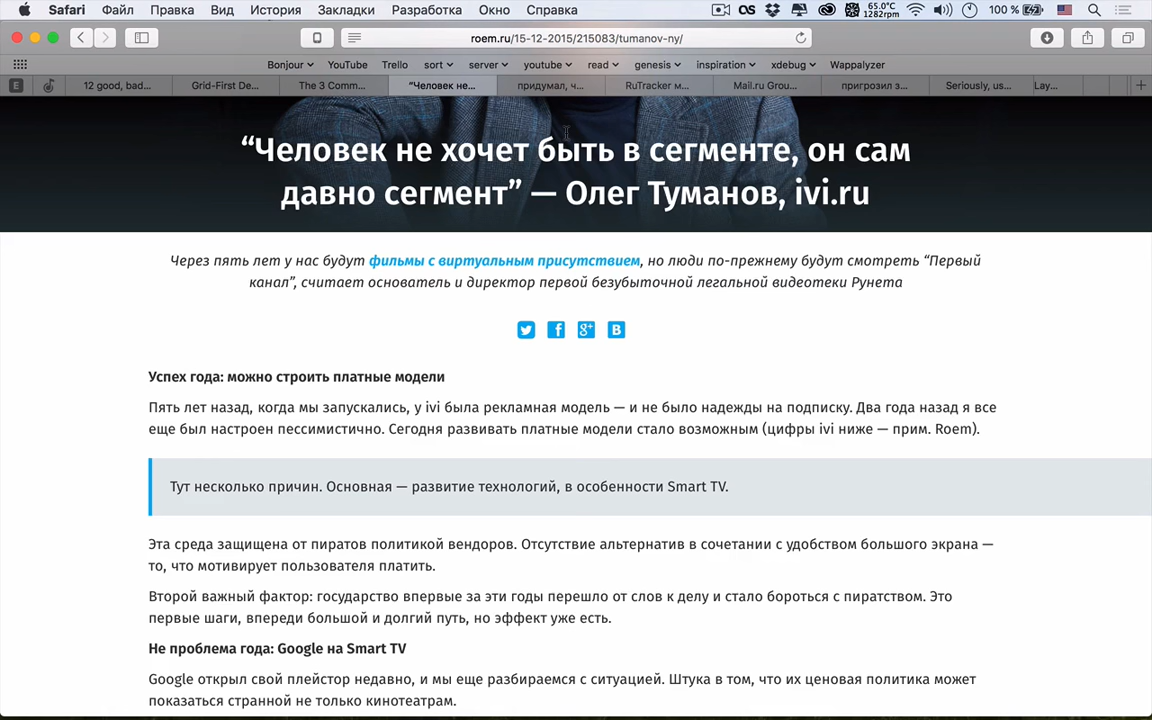 Safari Файл Правка Вид История Закладки Разработка Окно Справка 65.0°C 1282rpm 100 %
roem.ru/15-12-2015/215083/tumanov-ny/
Bonjour YouTube Trello sort server youtube read genesis inspiration xdebug Wappalyzer
E 12 good, bad... Grid-First De... The 3 Comm... “Человек не... придумал, ч... RuTracker м... Mail.ru Grou... пригрозил з... Seriously, us... Lay...
“Человек не хочет быть в сегменте, он сам
давно сегмент” — Олег Туманов, ivi.ru
Через пять лет у нас будут фильмы с виртуальным присутствием, но люди по-прежнему будут смотреть “Первый
канал”, считает основатель и директор первой безубыточной легальной видеотеки Рунета
Успех года: можно строить платные модели
Пять лет назад, когда мы запускались, у ivi была рекламная модель — и не было надежды на подписку. Два года назад я все
еще был настроен пессимистично. Сегодня развивать платные модели стало возможным (цифры ivi ниже — прим. Roem).
Тут несколько причин. Основная — развитие технологий, в особенности Smart TV.
Эта среда защищена от пиратов политикой вендоров. Отсутствие альтернатив в сочетании с удобством большого экрана —
то, что мотивирует пользователя платить.
Второй важный фактор: государство впервые за эти годы перешло от слов к делу и стало бороться с пиратством. Это
первые шаги, впереди большой и долгий путь, но эффект уже есть.
Не проблема года: Google на Smart TV
Google открыл свой плейстор недавно, и мы еще разбираемся с ситуацией. Штука в том, что их ценовая политика может
показаться странной не только кинотеатрам.